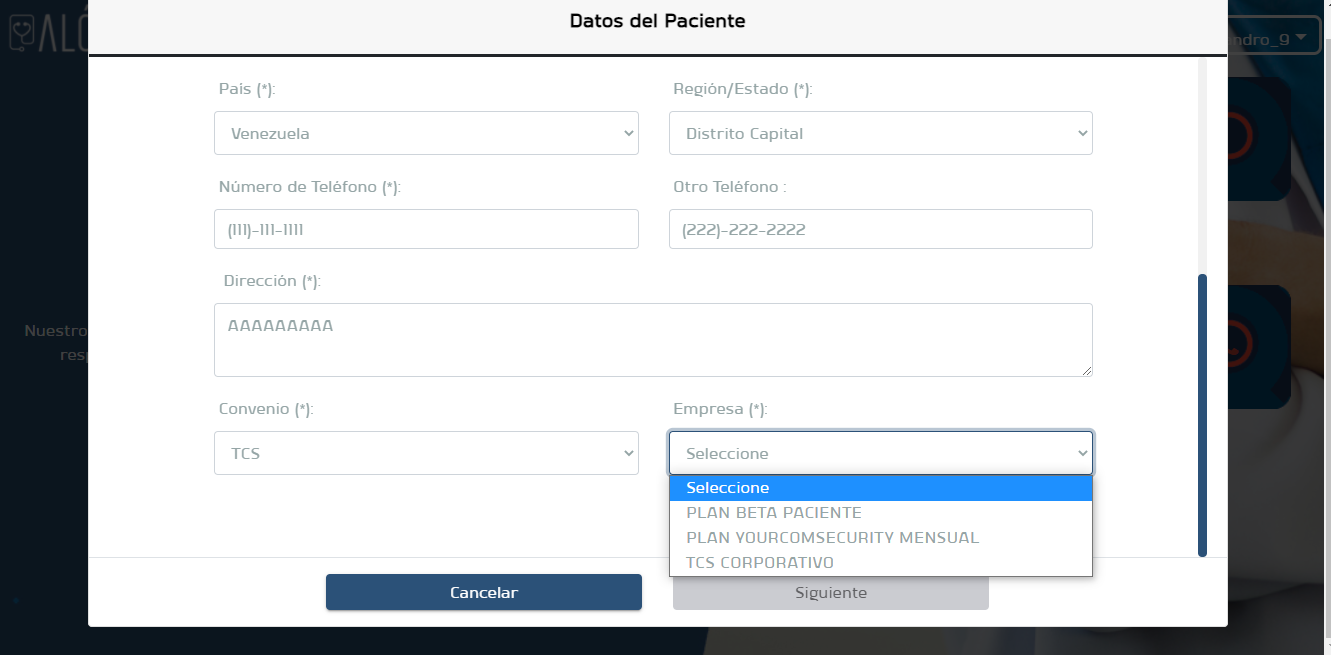 Datos del Paciente
ALÓ
ndro_9
País (*):
Región/Estado (*):
Venezuela
Distrito Capital
Número de Teléfono (*):
Otro Teléfono :
(111)-111-1111
(222)-222-2222
Dirección (*):
AAAAAAAAA
Nuestro
resp
Convenio (*):
Empresa (*):
TCS
Seleccione
Seleccione
PLAN BETA PACIENTE
PLAN YOURCOMSECURITY MENSUAL
TCS CORPORATIVO
Cancelar
Siguiente